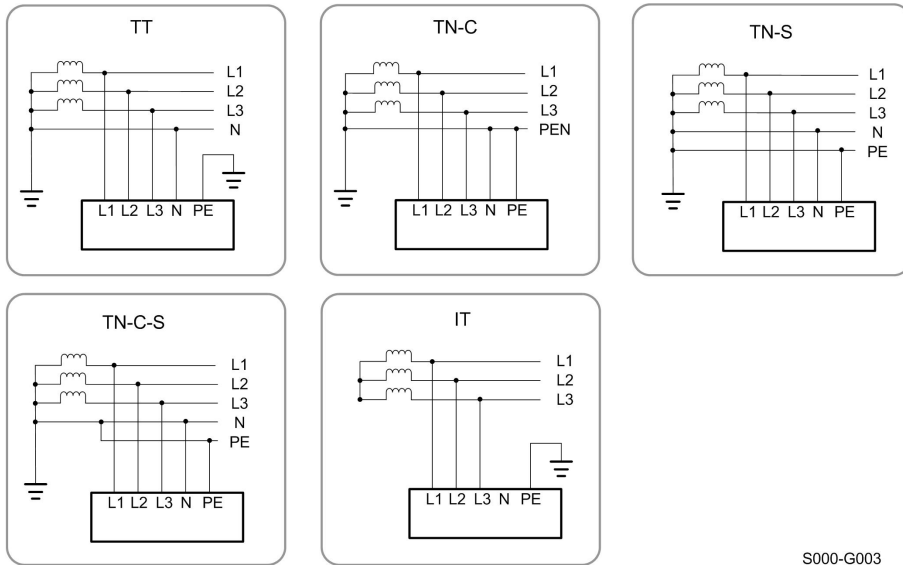 TT
L1
L2
L3
N
L1 L2 L3 N PE
TN-C
L1
L2
L3
PEN
L1 L2 L3 N PE
TN-S
L1
L2
L3
N
PE
L1 L2 L3 N PE
TN-C-S
L1
L2
L3
N
PE
L1 L2 L3 N PE
IT
L1
L2
L3
L1 L2 L3 N PE
S000-G003